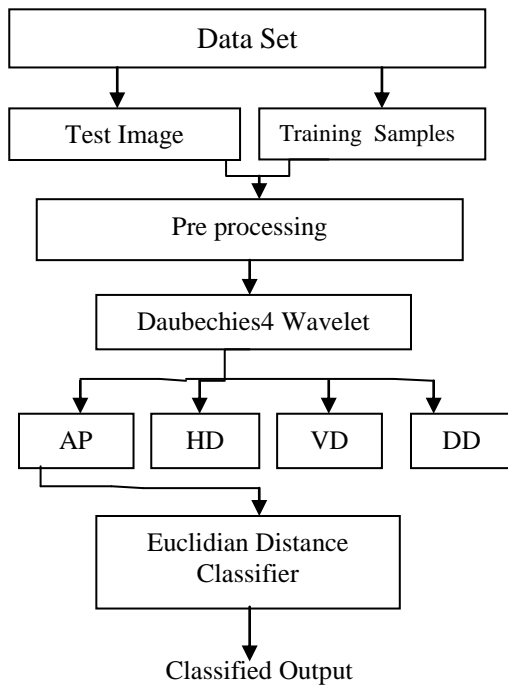 Data Set
Test Image
Training Samples
Pre processing
Daubechies4 Wavelet
AP
HD
VD
DD
Euclidian Distance
Classifier
Classified Output